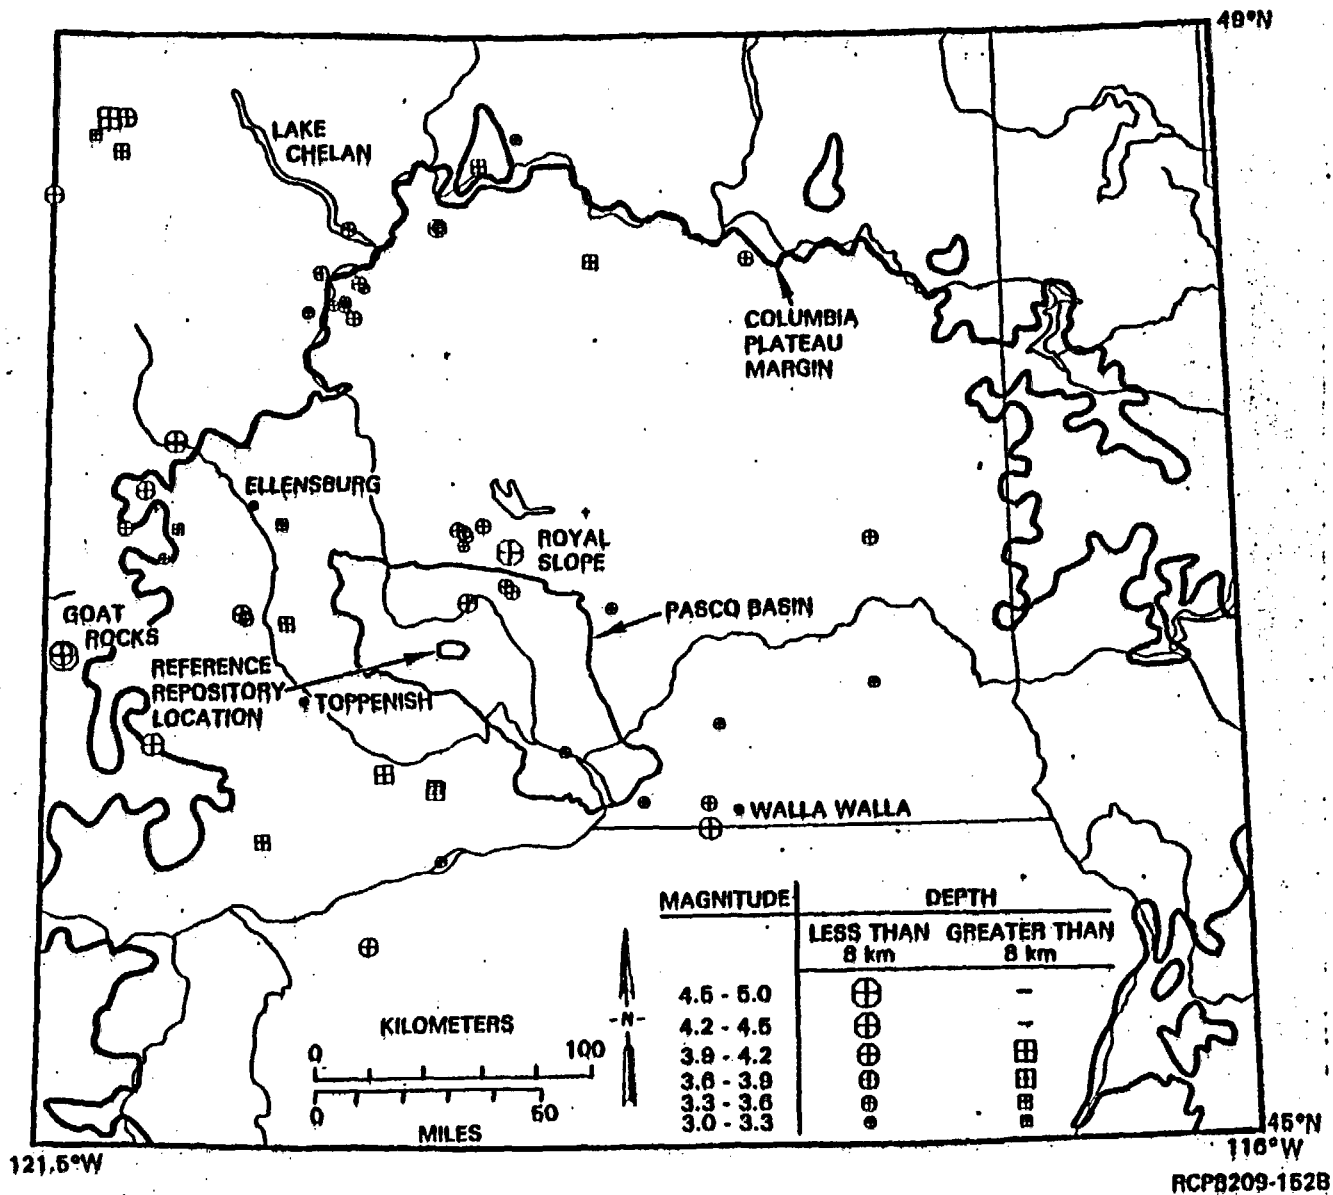 49°N
LAKE
CHELAN
COLUMBIA
PLATEAU
MARGIN
ELLENSBURG
ROYAL
SLOPE
PASCO BASIN
GOAT
ROCKS
REFERENCE
REPOSITORY
LOCATION
TOPPENISH
WALLA WALLA
MAGNITUDE
DEPTH
LESS THAN
8 km
GREATER THAN
8 km
4.5 - 5.0 -
4.2 - 4.5 -
3.9 - 4.2
3.6 - 3.9
3.3 - 3.6
3.0 - 3.3
-N-
KILOMETERS
0 100
0 50
MILES
45°N
121.5°W
116°W
RCP8209-152B